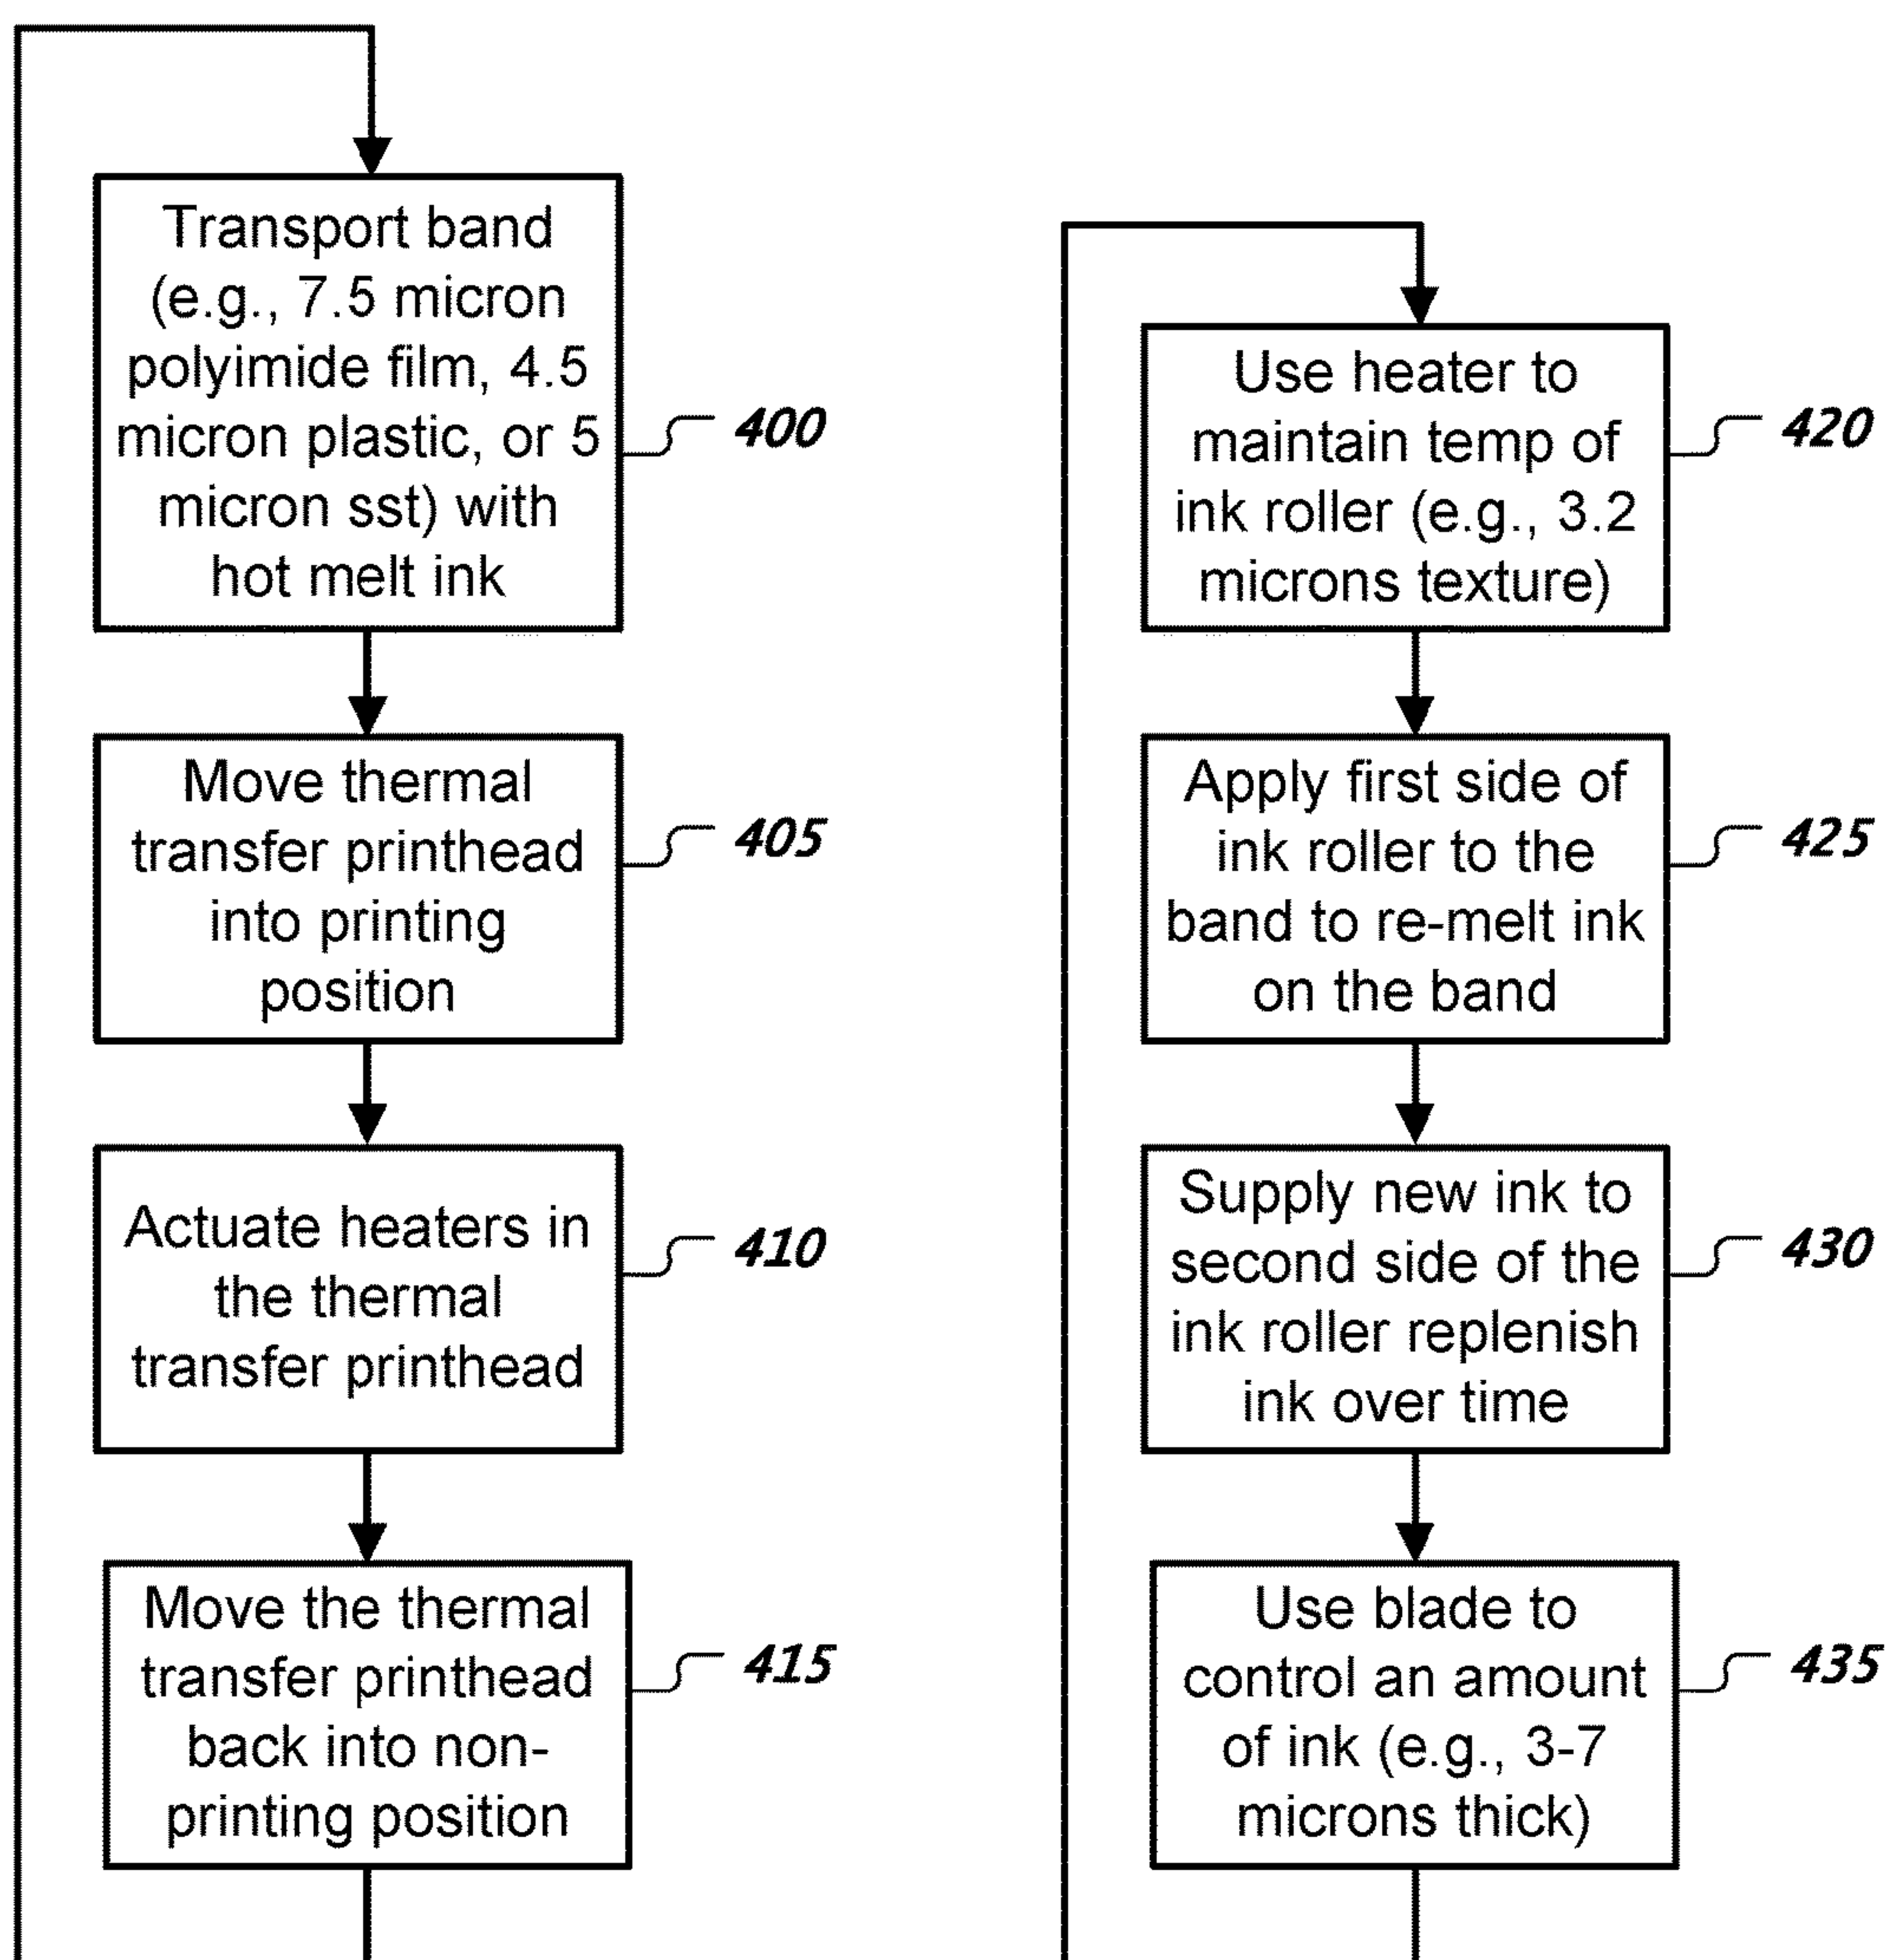 Transport band
(e.g., 7.5 micron
polyimide film, 4.5
micron plastic, or 5
micron sst) with
hot melt ink
400
Move thermal
transfer printhead
into printing
position
405
Actuate heaters in
the thermal
transfer printhead
410
Move the thermal
transfer printhead
back into non-
printing position
415
Use heater to
maintain temp of
ink roller (e.g., 3.2
microns texture)
420
Apply first side of
ink roller to the
band to re-melt ink
on the band
425
Supply new ink to
second side of the
ink roller replenish
ink over time
430
Use blade to
control an amount
of ink (e.g., 3-7
microns thick)
435